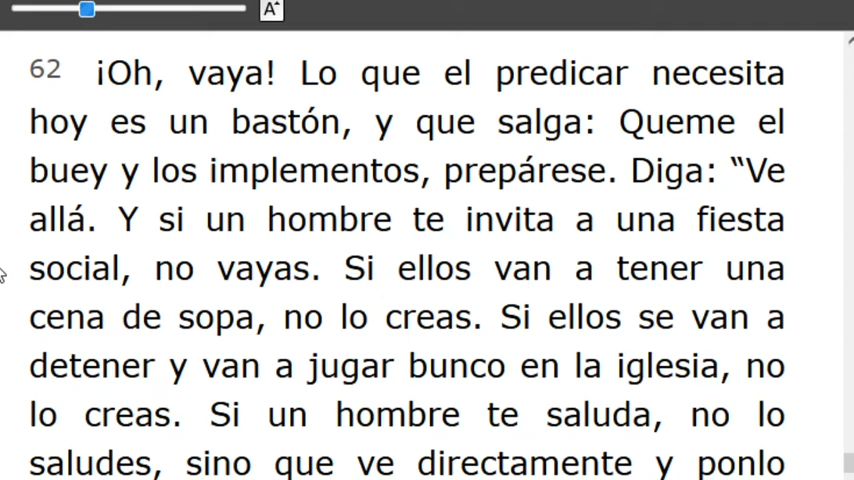 A
62 ¡Oh, vaya! Lo que el predicar necesita
hoy es un bastón, y que salga: Queme el
buey y los implementos, prepárese. Diga: “Ve
allá. Y si un hombre te invita a una fiesta
social, no vayas. Si ellos van a tener una
cena de sopa, no lo creas. Si ellos se van a
detener y van a jugar bunco en la iglesia, no
lo creas. Si un hombre te saluda, no lo
saludes, sino que ve directamente y ponlo